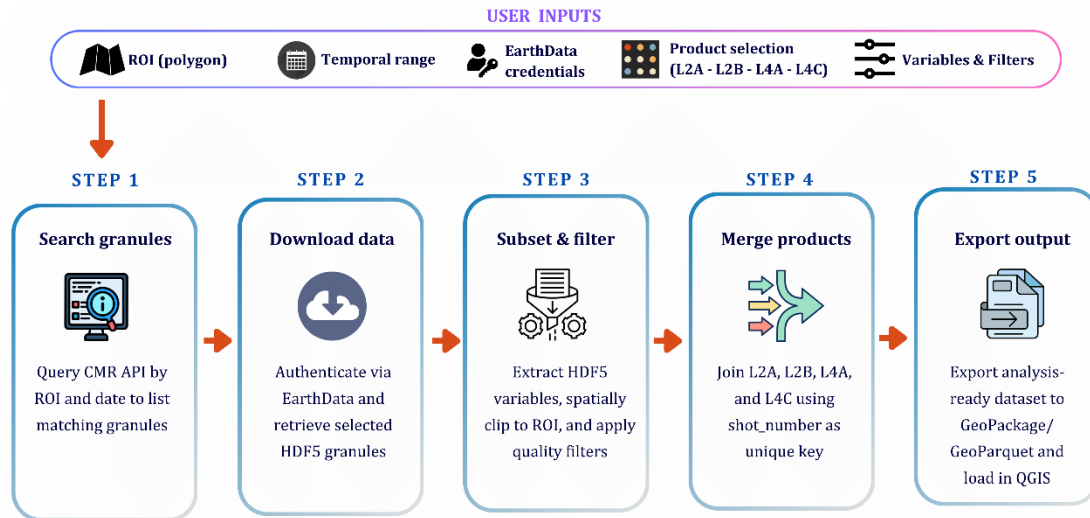 USER INPUTS
ROI (polygon)
Temporal range
EarthData
credentials
Product selection
(L2A - L2B - L4A - L4C)
Variables & Filters
STEP 1
Search granules
Query CMR API by
ROI and date to list
matching granules
STEP 2
Download data
Authenticate via
EarthData and
retrieve selected
HDF5 granules
STEP 3
Subset & filter
Extract HDF5
variables, spatially
clip to ROI, and apply
quality filters
STEP 4
Merge products
Join L2A, L2B, L4A,
and L4C using
shot_number as
unique key
STEP 5
Export output
Export analysis-
ready dataset to
GeoPackage/
GeoParquet and
load in QGIS